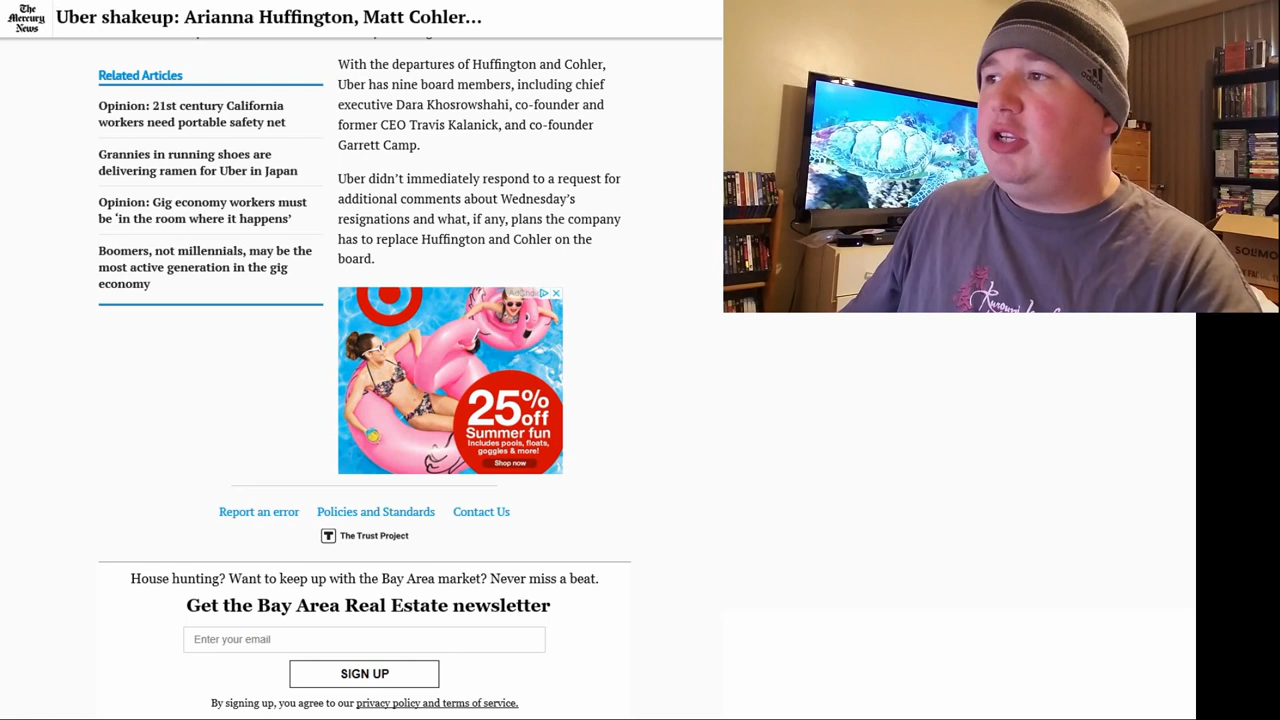 The
Mercury
News
Uber shakeup: Arianna Huffington, Matt Cohler...
Related Articles
Opinion: 21st century California
workers need portable safety net
Grannies in running shoes are
delivering ramen for Uber in Japan
Opinion: Gig economy workers must
be ‘in the room where it happens’
Boomers, not millennials, may be the
most active generation in the gig
economy
With the departures of Huffington and Cohler,
Uber has nine board members, including chief
executive Dara Khosrowshahi, co-founder and
former CEO Travis Kalanick, and co-founder
Garrett Camp.
Uber didn’t immediately respond to a request for
additional comments about Wednesday’s
resignations and what, if any, plans the company
has to replace Huffington and Cohler on the
board.
25%
off
Summer fun
Includes pools, floats,
goggles & more!
Shop now
Report an error Policies and Standards Contact Us
T The Trust Project
House hunting? Want to keep up with the Bay Area market? Never miss a beat.
Get the Bay Area Real Estate newsletter
Enter your email
SIGN UP
By signing up, you agree to our privacy policy and terms of service.
adidas
SOLIMO